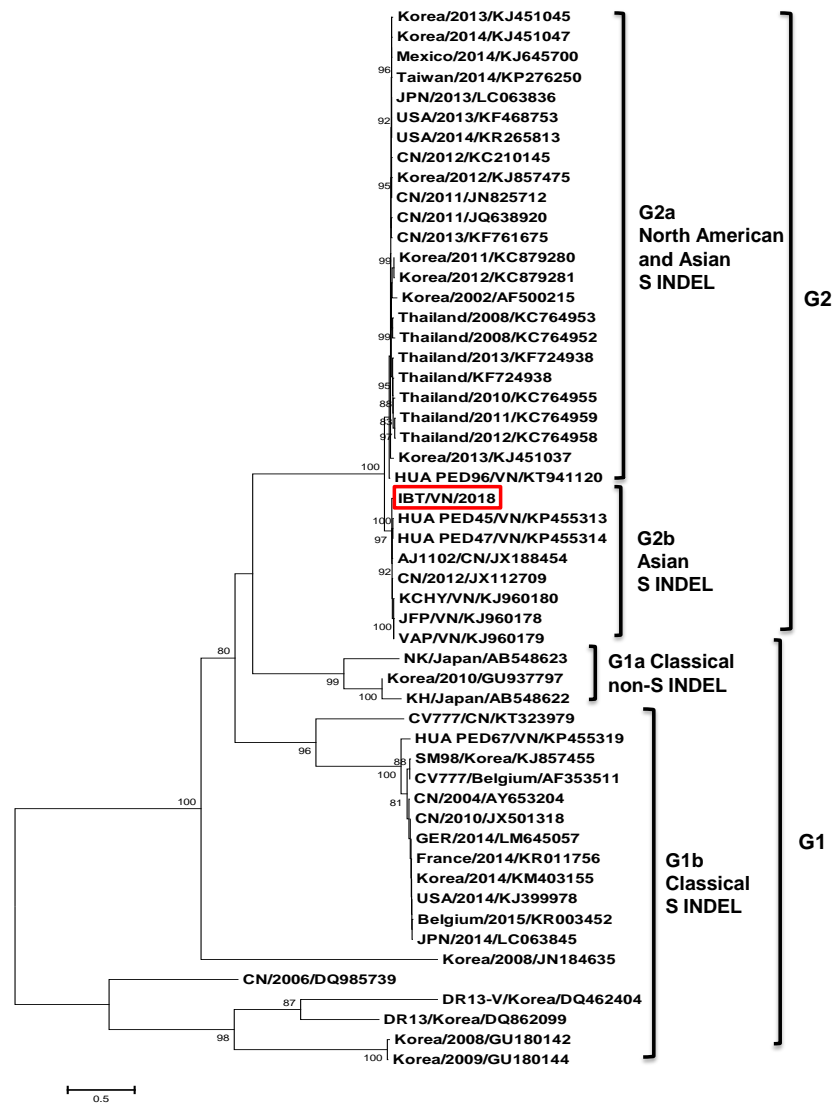 Korea/2013/KJ451045
Korea/2014/KJ451047
Mexico/2014/KJ645700
96
Taiwan/2014/KP276250
JPN/2013/LC063836
92
USA/2013/KF468753
USA/2014/KR265813
CN/2012/KC210145
Korea/2012/KJ857475
95
CN/2011/JN825712
CN/2011/JQ638920
CN/2013/KF761675
99
Korea/2011/KC879280
Korea/2012/KC879281
Korea/2002/AF500215
Thailand/2008/KC764953
99
Thailand/2008/KC764952
Thailand/2013/KF724938
Thailand/KF724938
95
Thailand/2010/KC764955
88
Thailand/2011/KC764959
83
Thailand/2012/KC764958
97
Korea/2013/KJ451037
100
HUA PED96/VN/KT941120
G2a
North American
and Asian
S INDEL
G2
IBT/VN/2018
100
HUA PED45/VN/KP455313
97
HUA PED47/VN/KP455314
AJ1102/CN/JX188454
92
CN/2012/JX112709
KCHY/VN/KJ960180
JFP/VN/KJ960178
100
VAP/VN/KJ960179
G2b
Asian
S INDEL
80
NK/Japan/AB548623
99
Korea/2010/GU937797
100
KH/Japan/AB548622
G1a Classical
non-S INDEL
CV777/CN/KT323979
96
HUA PED67/VN/KP455319
88
SM98/Korea/KJ857455
100
CV777/Belgium/AF353511
81
CN/2004/AY653204
100
CN/2010/JX501318
GER/2014/LM645057
France/2014/KR011756
Korea/2014/KM403155
USA/2014/KJ399978
Belgium/2015/KR003452
JPN/2014/LC063845
Korea/2008/JN184635
CN/2006/DQ985739
87
DR13-V/Korea/DQ462404
DR13/Korea/DQ862099
98
Korea/2008/GU180142
100
Korea/2009/GU180144
G1b
Classical
S INDEL
G1
0.5